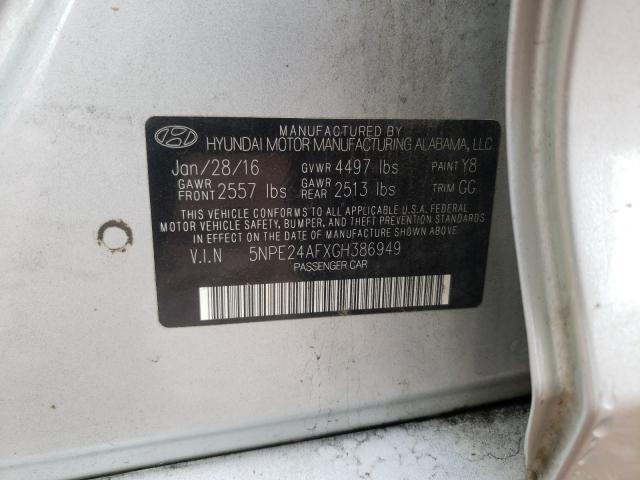 MANUFACTURED BY
HYUNDAI MOTOR MANUFACTURING ALABAMA, LLC
Jan/28/16 GVWR 4497 lbs PAINT Y8
GAWR FRONT 2557 lbs GAWR REAR 2513 lbs TRIM GG
THIS VEHICLE CONFORMS TO ALL APPLICABLE U.S.A. FEDERAL
MOTOR VEHICLE SAFETY, BUMPER, AND THEFT PREVENTION STANDARDS
IN EFFECT ON THE DATE OF MANUFACTURE SHOWN ABOVE.
V.I.N 5NPE24AFXGH386949
PASSENGER CAR